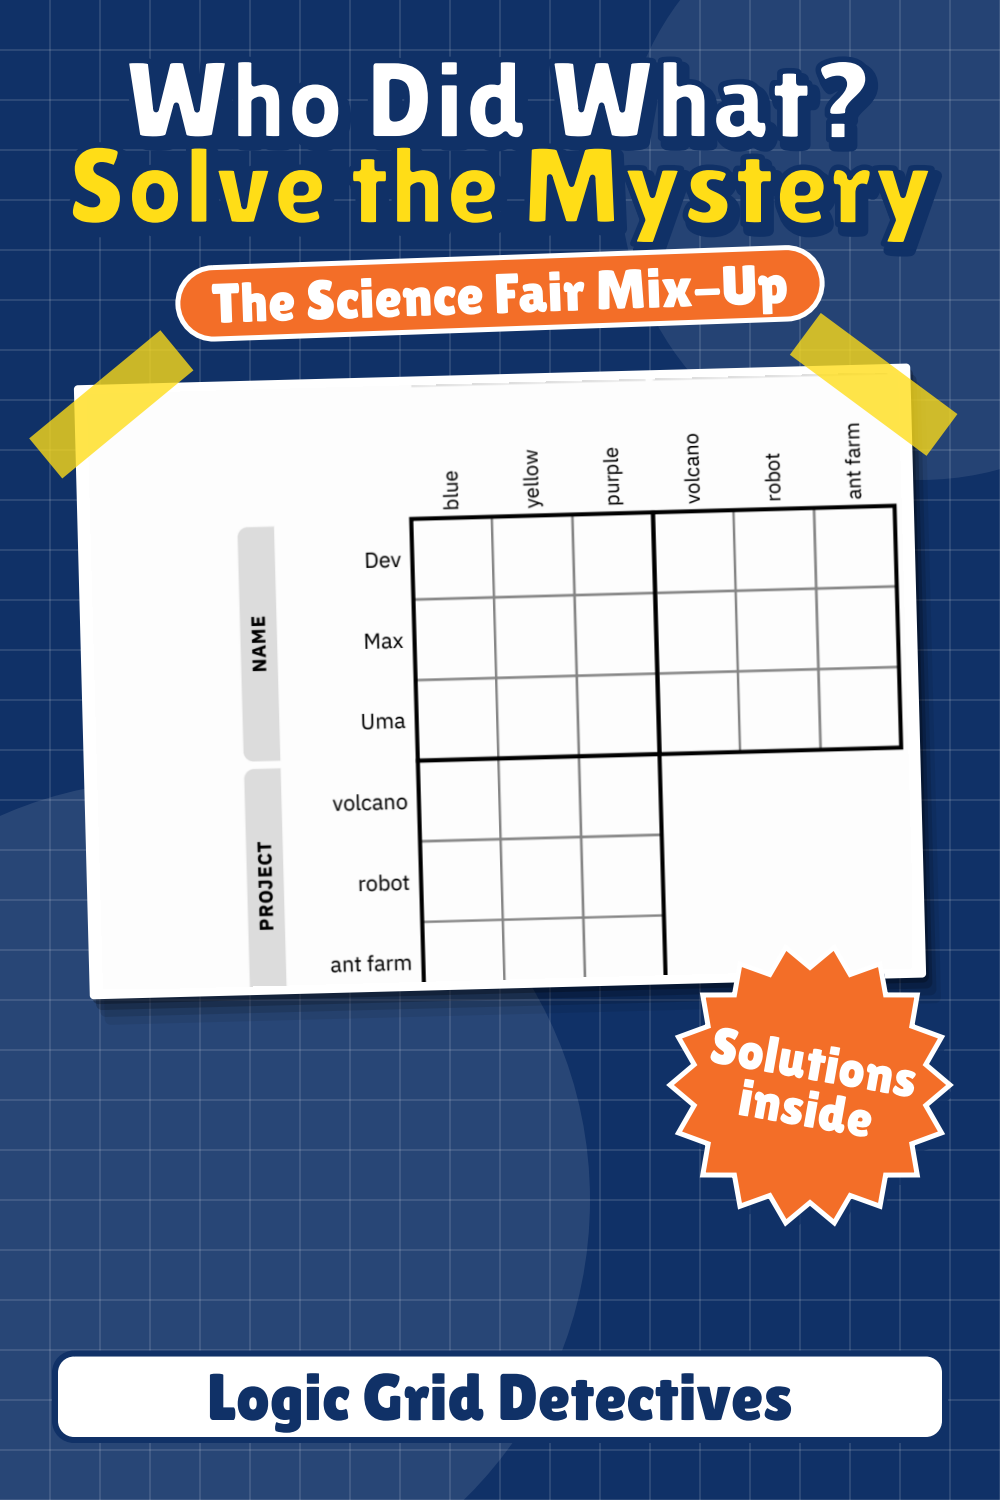 Who Did What?
Solve the Mystery
The Science Fair Mix-Up
blue yellow purple volcano robot ant farm
NAME
Dev
Max
Uma
PROJECT
volcano
robot
ant farm
Solutions
inside
Logic Grid Detectives